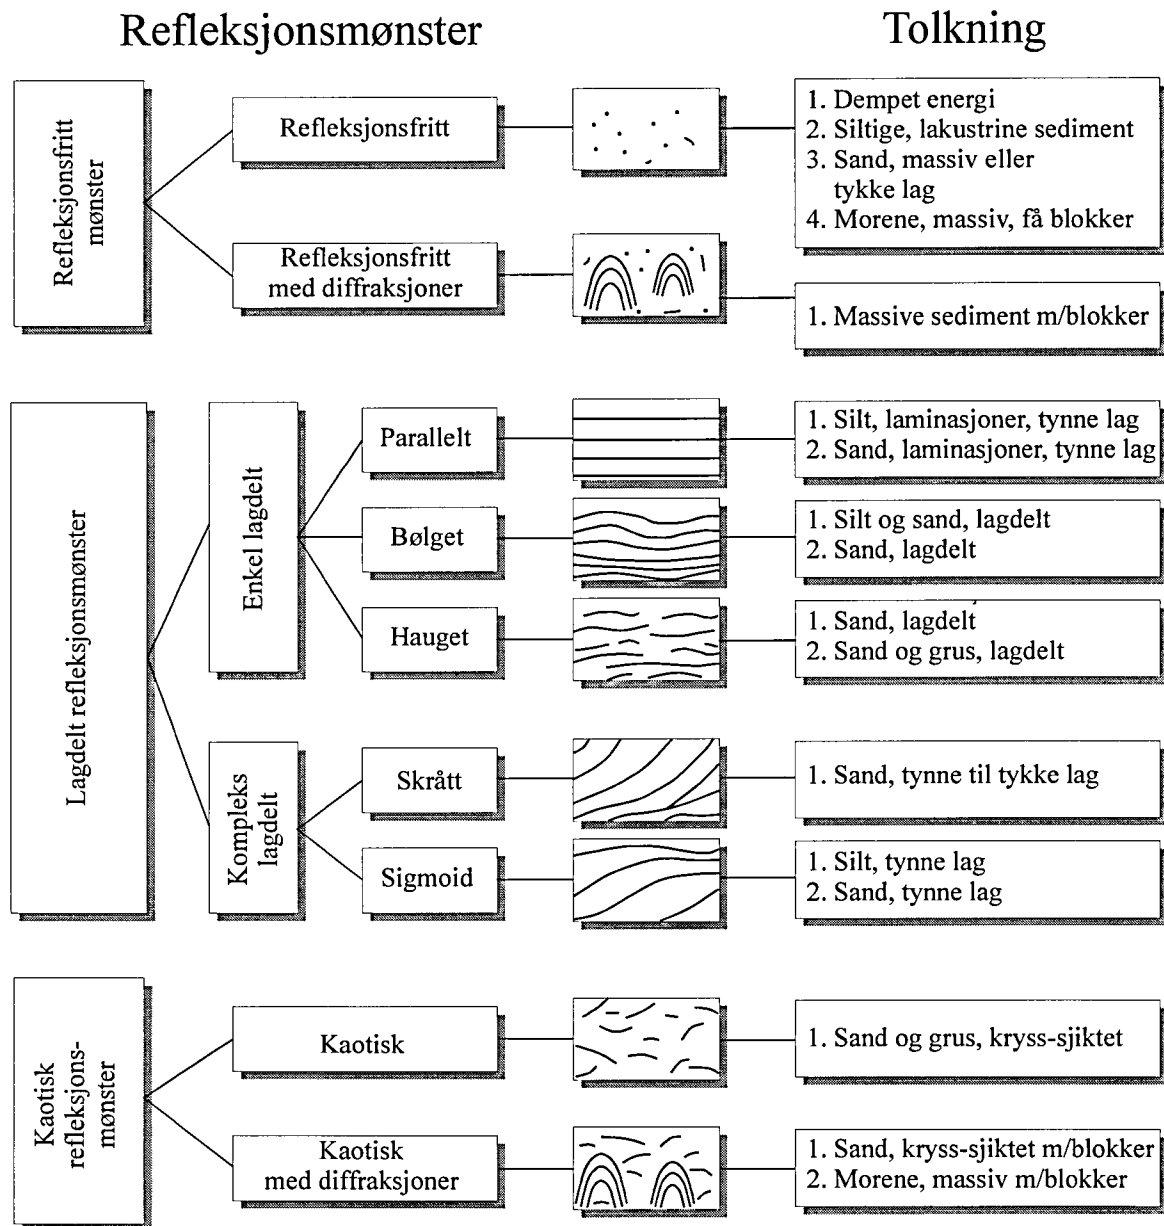 Refleksjonsmønster
Tolkning
Refleksjonsfritt
mønster
Refleksjonsfritt
1. Dempet energi
2. Siltige, lakustrine sediment
3. Sand, massiv eller
tykke lag
4. Morene, massiv, få blokker
Refleksjonsfritt
med diffraksjoner
1. Massive sediment m/blokker
Lagdelt refleksjonsmønster
Enkel lagdelt
Parallelt
1. Silt, laminasjoner, tynne lag
2. Sand, laminasjoner, tynne lag
Bølget
1. Silt og sand, lagdelt
2. Sand, lagdelt
Hauget
1. Sand, lagdelt
2. Sand og grus, lagdelt
Kompleks
lagdelt
Skrått
1. Sand, tynne til tykke lag
Sigmoid
1. Silt, tynne lag
2. Sand, tynne lag
Kaotisk
refleksjons-
mønster
Kaotisk
1. Sand og grus, kryss-sjiktet
Kaotisk
med diffraksjoner
1. Sand, kryss-sjiktet m/blokker
2. Morene, massiv m/blokker